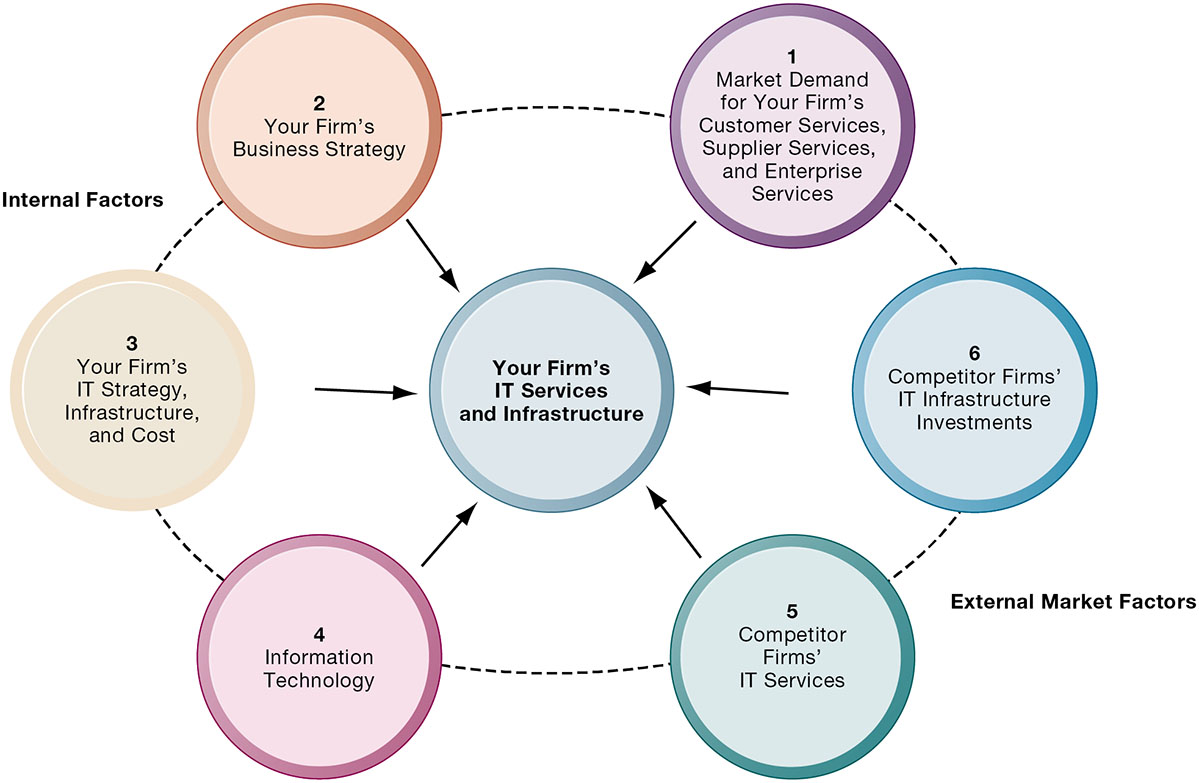 1
Market Demand
for Your Firm's
Customer Services,
Supplier Services,
and Enterprise
Services
2
Your Firm's
Business Strategy
Internal Factors
3
Your Firm's
IT Strategy,
Infrastructure,
and Cost
Your Firm's
IT Services
and Infrastructure
6
Competitor Firms'
IT Infrastructure
Investments
4
Information
Technology
5
Competitor
Firms'
IT Services
External Market Factors